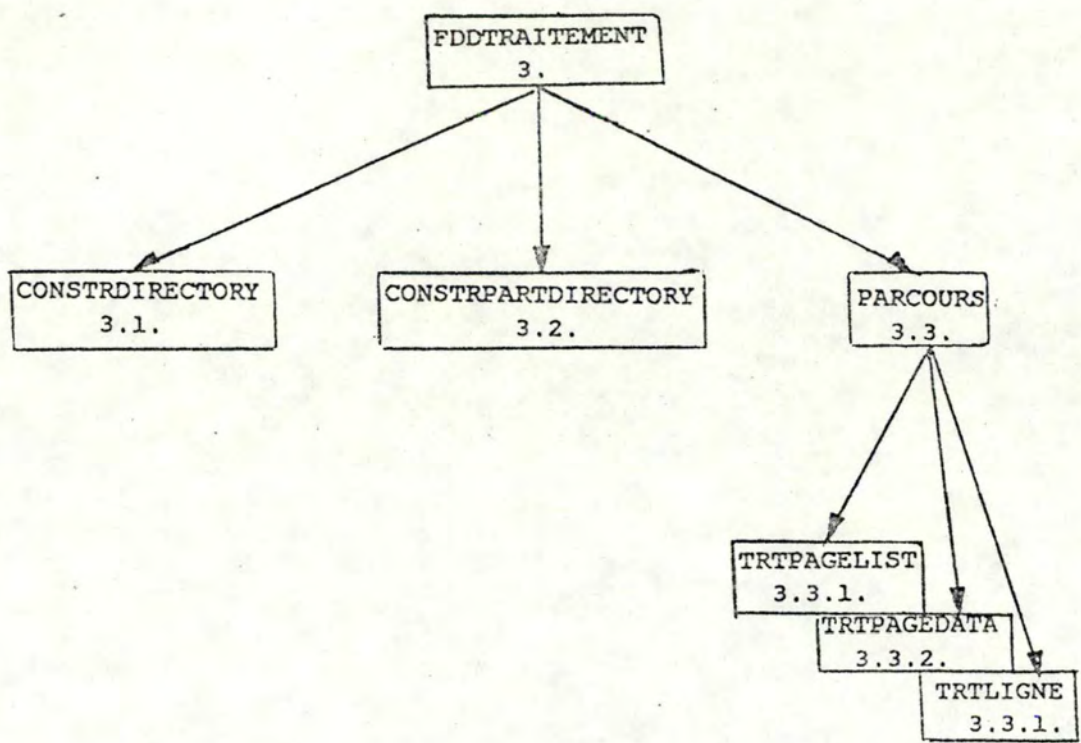 FDDTRAITEMENT
3.
CONSTRDIRECTORY
3.1.
CONSTRPARTDIRECTORY
3.2.
PARCOURS
3.3.
TRTPAGELIST
3.3.1.
TRTPAGEDATA
3.3.2.
TRTLIGNE
3.3.1.